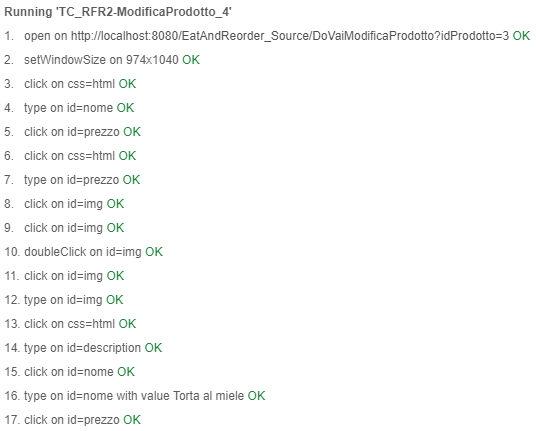 Running 'TC_RFR2-ModificaProdotto_4'
1. open on http://localhost:8080/EatAndReorder_Source/DoVaiModificaProdotto?idProdotto=3 OK
2. setWindowSize on 974x1040 OK
3. click on css=html OK
4. type on id=nome OK
5. click on id=prezzo OK
6. click on css=html OK
7. type on id=prezzo OK
8. click on id=img OK
9. click on id=img OK
10. doubleClick on id=img OK
11. click on id=img OK
12. type on id=img OK
13. click on css=html OK
14. type on id=description OK
15. click on id=nome OK
16. type on id=nome with value Torta al miele OK
17. click on id=prezzo OK